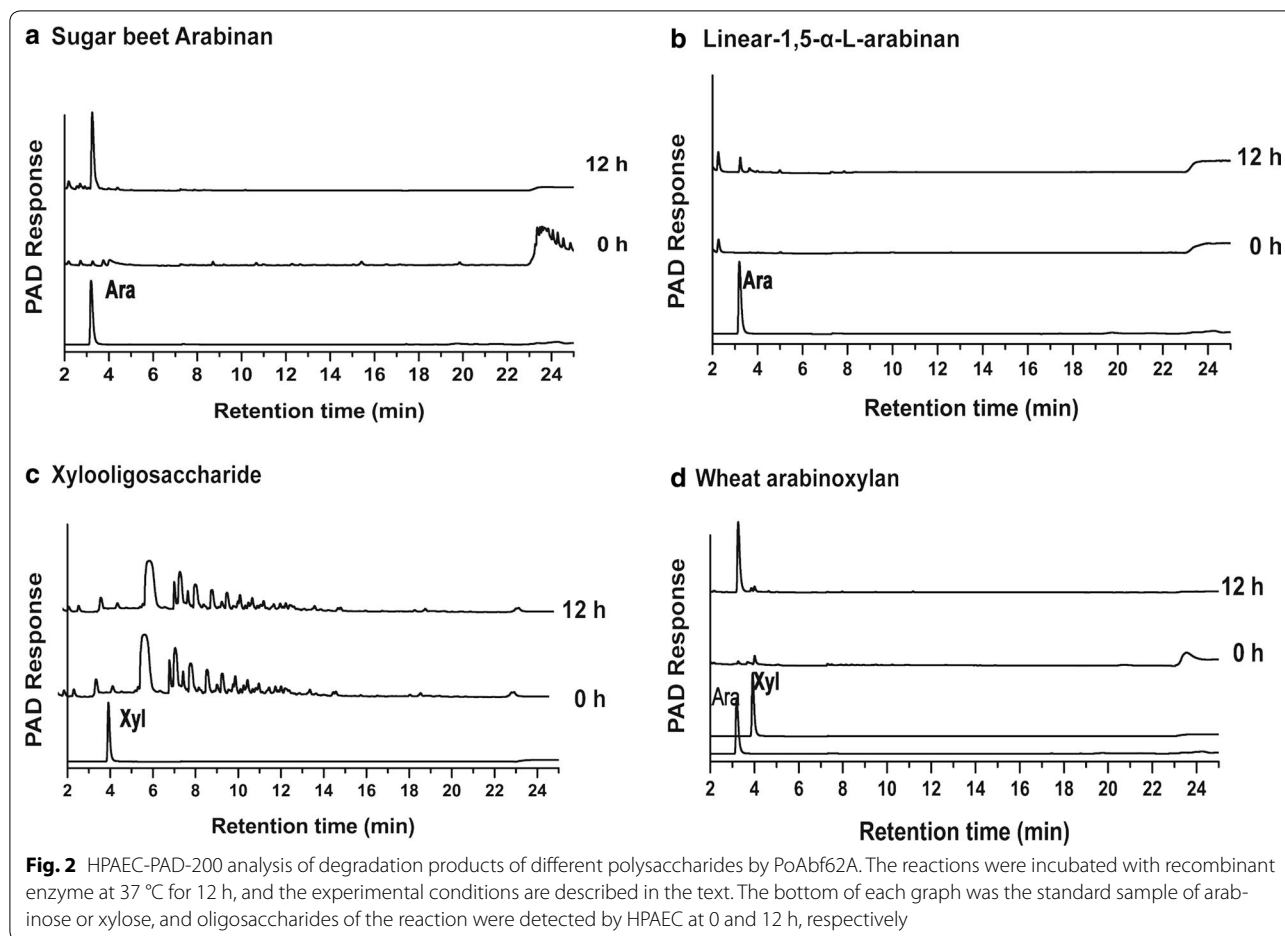 a Sugar beet Arabinan
PAD Response
12 h
0 h
Ara
2 4 6 8 10 12 14 16 18 20 22 24
Retention time (min)
b Linear-1,5-α-L-arabinan
PAD Response
12 h
0 h
Ara
2 4 6 8 10 12 14 16 18 20 22 24
Retention time (min)
c Xylooligosaccharide
PAD Response
12 h
0 h
Xyl
2 4 6 8 10 12 14 16 18 20 22 24
Retention time (min)
d Wheat arabinoxylan
PAD Response
12 h
0 h
Ara Xyl
2 4 6 8 10 12 14 16 18 20 22 24
Retention time (min)
Fig. 2 HPAEC-PAD-200 analysis of degradation products of different polysaccharides by PoAbf62A. The reactions were incubated with recombinant
enzyme at 37 °C for 12 h, and the experimental conditions are described in the text. The bottom of each graph was the standard sample of arab-
inose or xylose, and oligosaccharides of the reaction were detected by HPAEC at 0 and 12 h, respectively